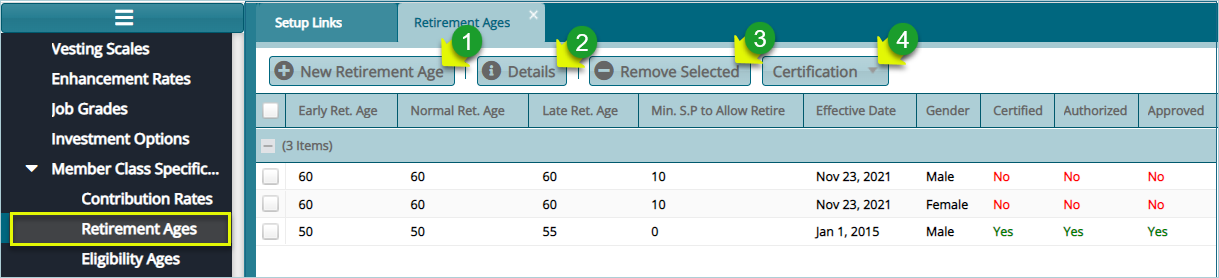 Setup Links Retirement Ages
Vesting Scales
Enhancement Rates
Job Grades
Investment Options
Member Class Specific...
Contribution Rates
Retirement Ages
Eligibility Ages
1 2 3 4
New Retirement Age Details Remove Selected Certification
Early Ret. Age Normal Ret. Age Late Ret. Age Min. S.P to Allow Retire Effective Date Gender Certified Authorized Approved
(3 Items)
60 60 60 10 Nov 23, 2021 Male No No No
60 60 60 10 Nov 23, 2021 Female No No No
50 50 55 0 Jan 1, 2015 Male Yes Yes Yes